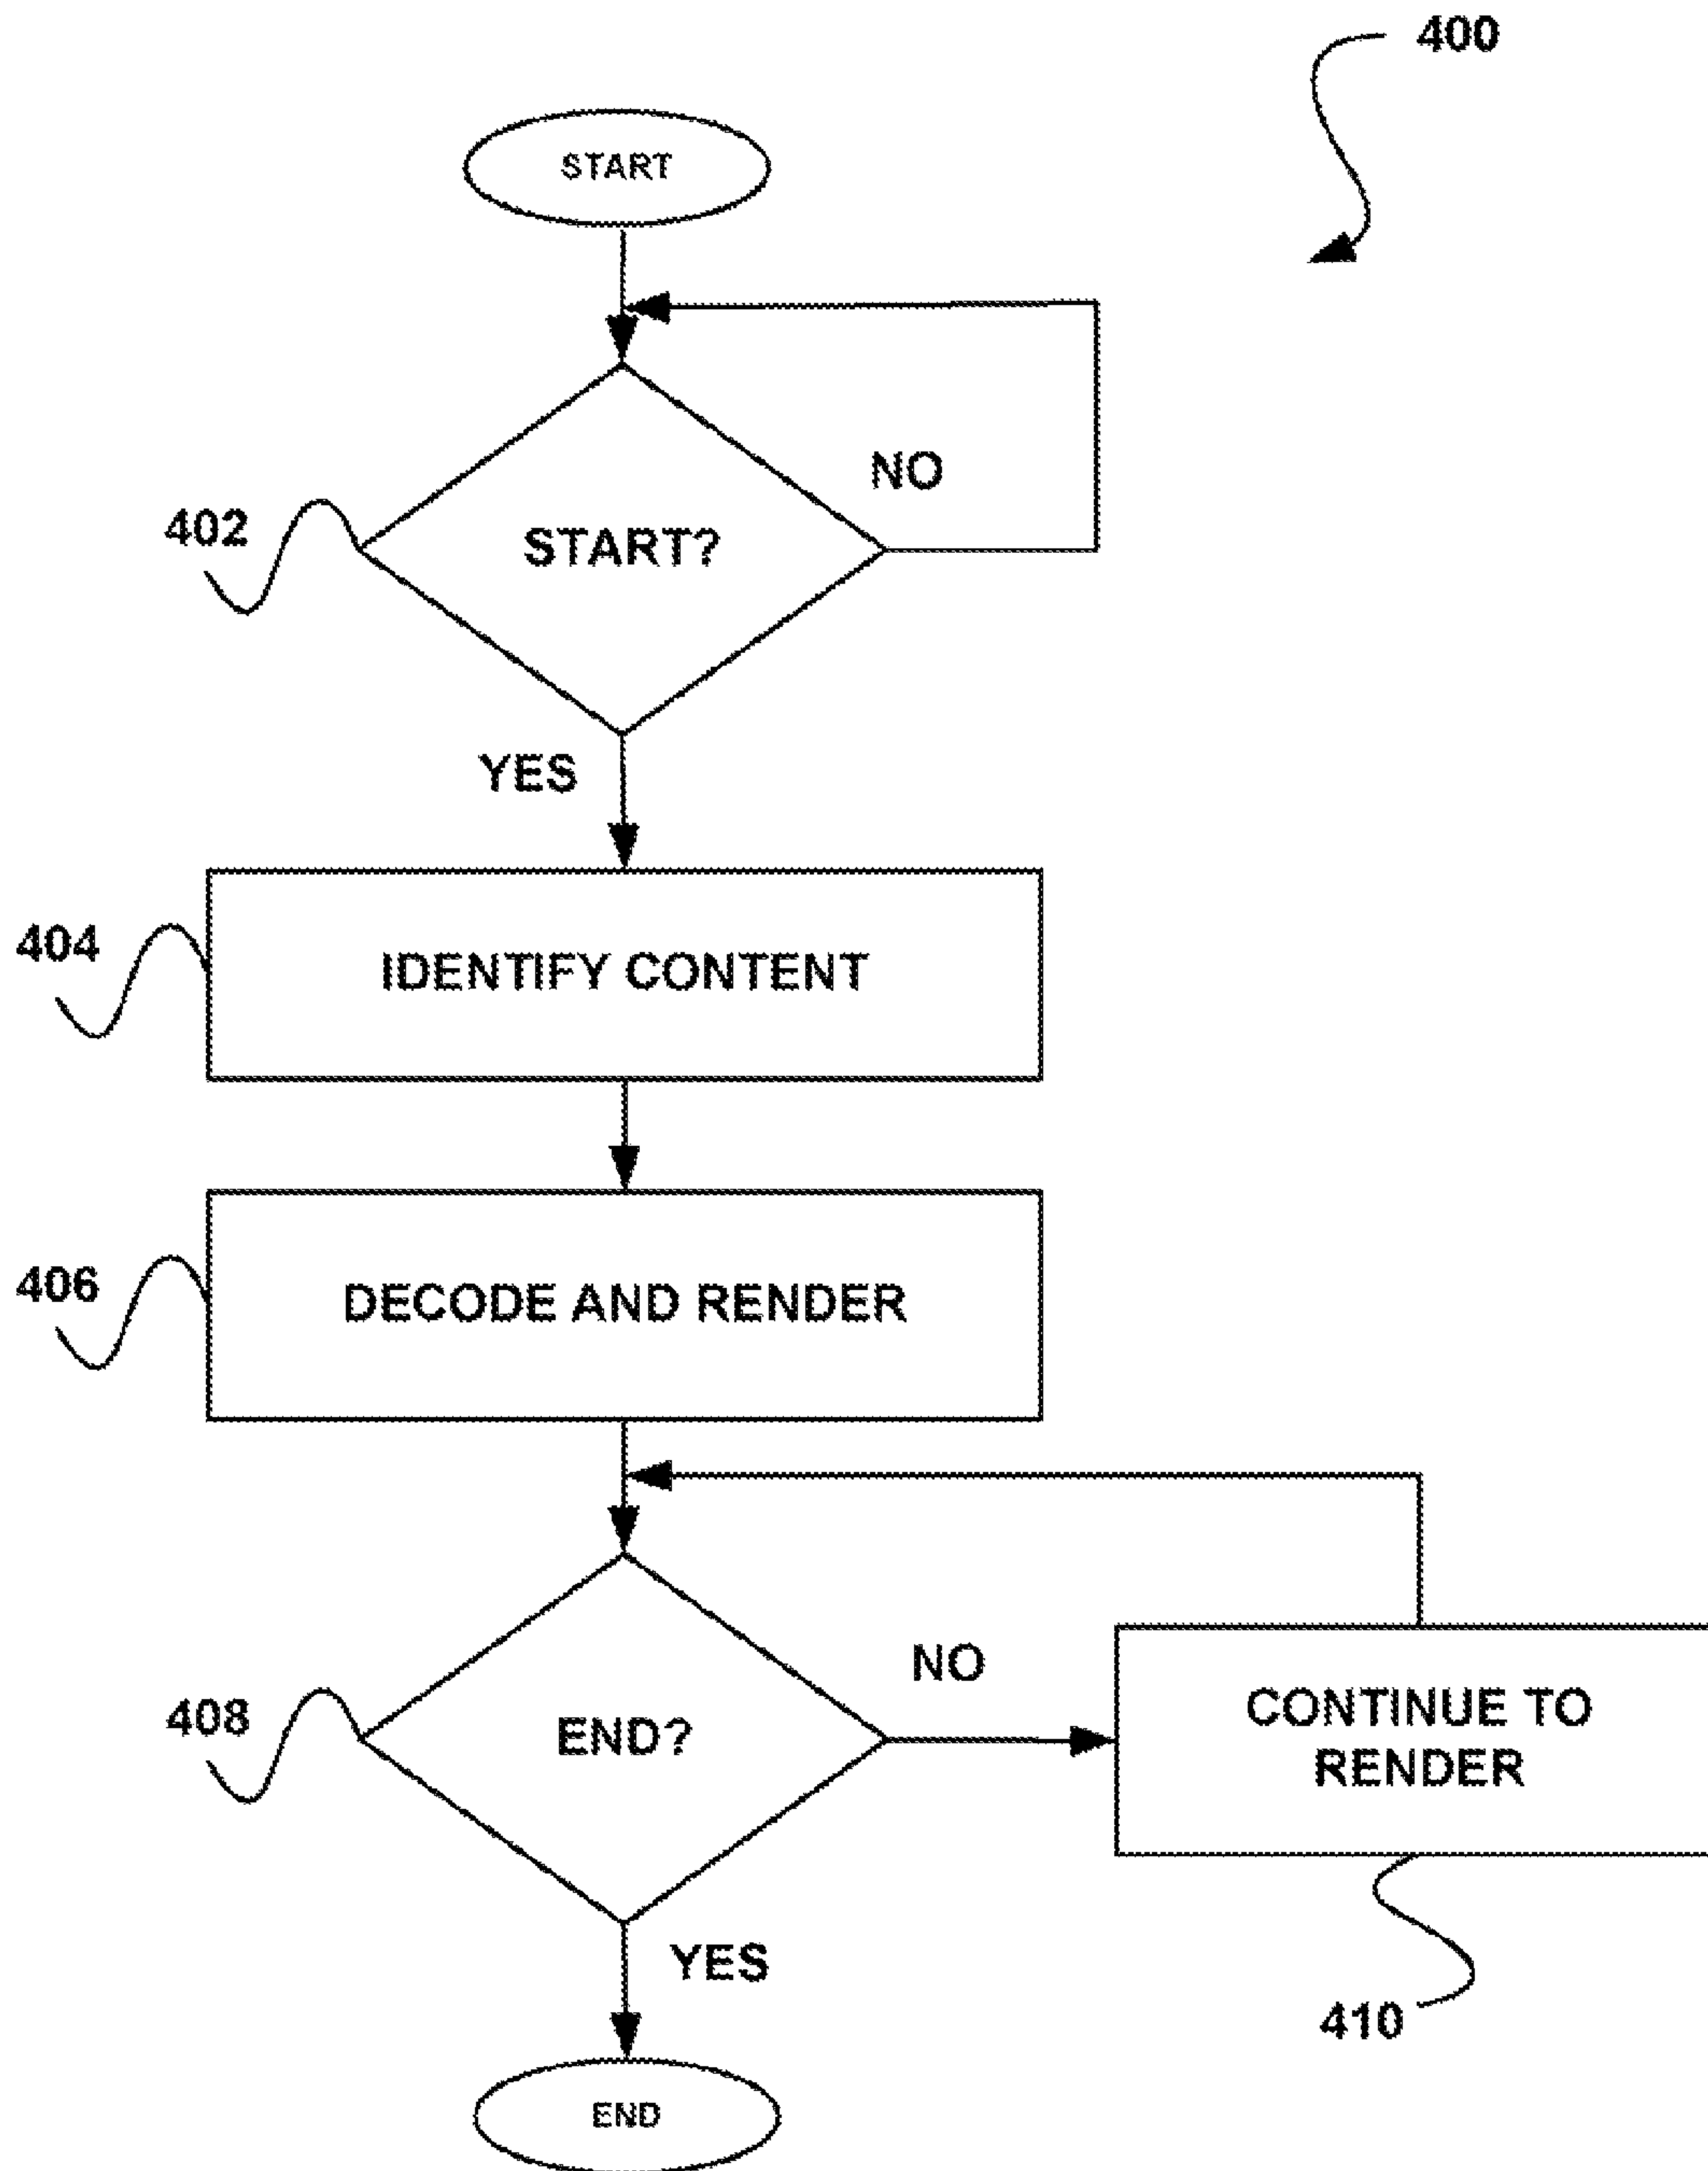 400
START
NO
402
START?
YES
404
IDENTIFY CONTENT
406
DECODE AND RENDER
NO
408
END?
CONTINUE TO
RENDER
YES
410
END